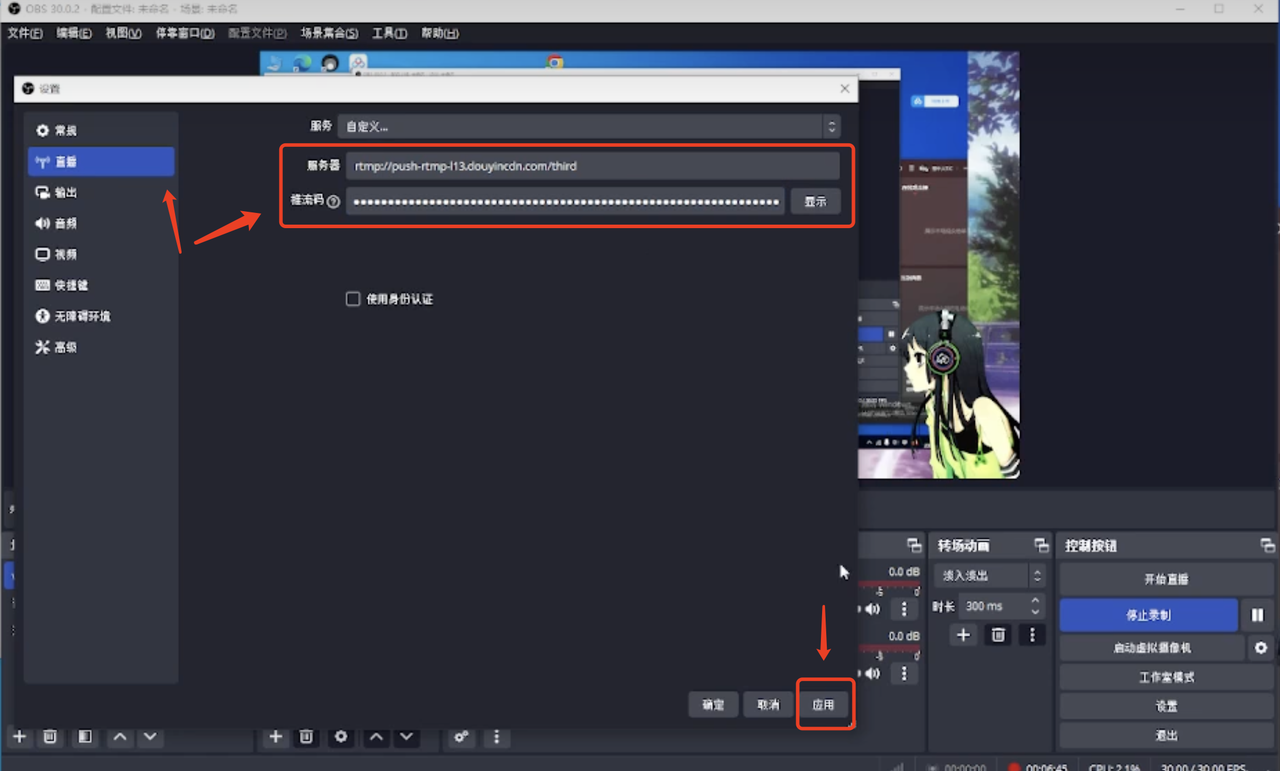 OBS 30.0.2 - 配置文件: 未命名 - 场景: 未命名
文件(F) 编辑(E) 视图(V) 停靠窗口(D) 配置文件(P) 场景集合(S) 工具(T) 帮助(H)
设置
常规
直播
输出
音频
视频
快捷键
无障碍环境
高级
服务 自定义...
服务器 rtmp://push-rtmp-l13.douyincdn.com/third
推流码 显示
使用身份认证
确定 取消 应用
0.0 dB
-5 0
0.0 dB
-5 0
转场动画
淡入淡出
时长 300 ms
控制按钮
开始直播
停止录制
启动虚拟摄像机
工作室模式
设置
退出
00:00:00 00:06:45 CPU: 2.1% 30.00 / 30.00 FPS